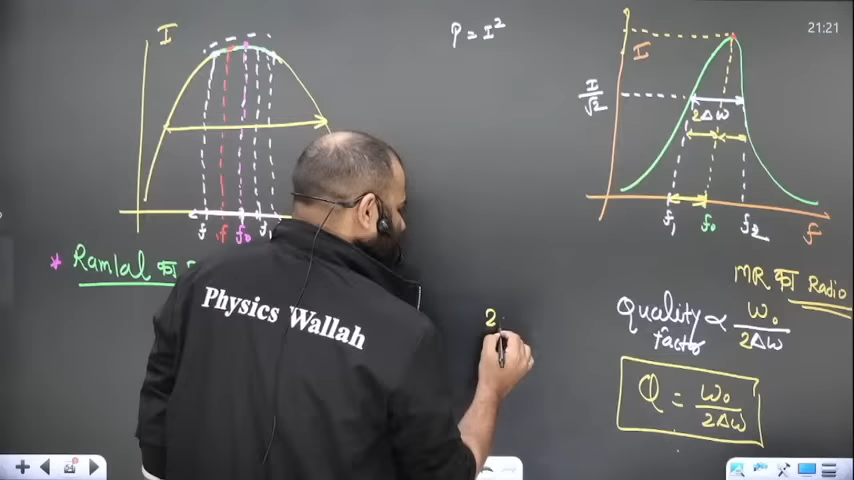 I
P = I²
21:21
I
I/√2
2Δω
f f f₀ f₁
f₁ f₀ f₂ f
* Ramlal का
MR का Radio
Quality factor ∝ ω₀/2Δω
Q = ω₀/2Δω
2
Physics Wallah